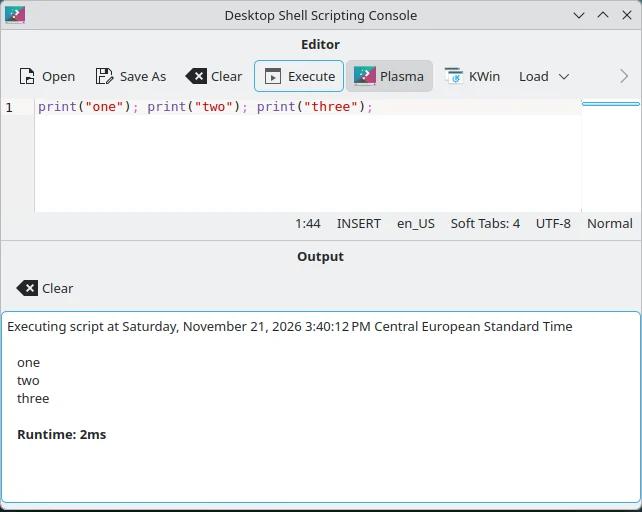 Desktop Shell Scripting Console
Editor
Open Save As Clear Execute Plasma KWin Load
1 print("one"); print("two"); print("three");
1:44 INSERT en_US Soft Tabs: 4 UTF-8 Normal
Output
Clear
Executing script at Saturday, November 21, 2026 3:40:12 PM Central European Standard Time
one
two
three
Runtime: 2ms